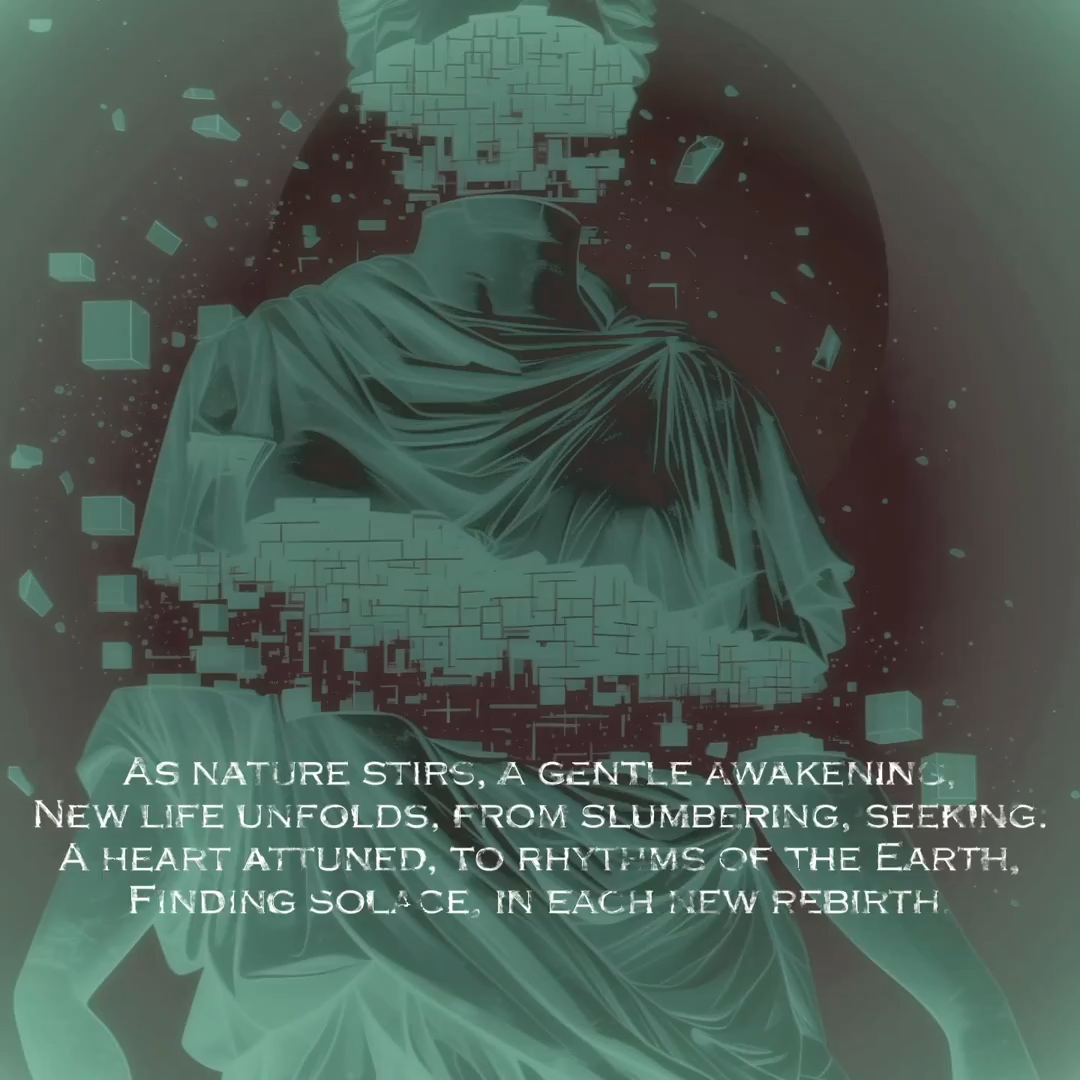 As nature stirs, a gentle awakening,
New life unfolds, from slumbering, seeking.
A heart attuned, to rhythms of the Earth,
Finding solace, in each new rebirth.